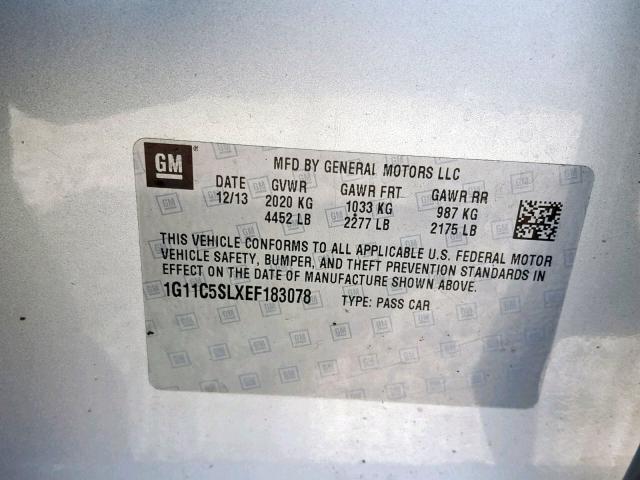 GM
MFD BY GENERAL MOTORS LLC
DATE GVWR GAWR FRT GAWR RR
12/13 2020 KG 1033 KG 987 KG
4452 LB 2277 LB 2175 LB
THIS VEHICLE CONFORMS TO ALL APPLICABLE U.S. FEDERAL MOTOR
VEHICLE SAFETY, BUMPER, AND THEFT PREVENTION STANDARDS IN
EFFECT ON THE DATE OF MANUFACTURE SHOWN ABOVE.
1G11C5SLXEF183078 TYPE: PASS CAR